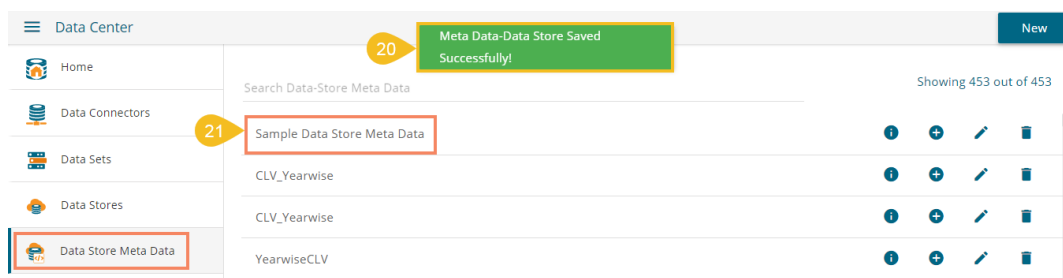 Data Center
20
Meta Data-Data Store Saved
Successfully!
New
Home
Search Data-Store Meta Data
Showing 453 out of 453
Data Connectors
21
Sample Data Store Meta Data
Data Sets
CLV_Yearwise
Data Stores
CLV_Yearwise
Data Store Meta Data
YearwiseCLV